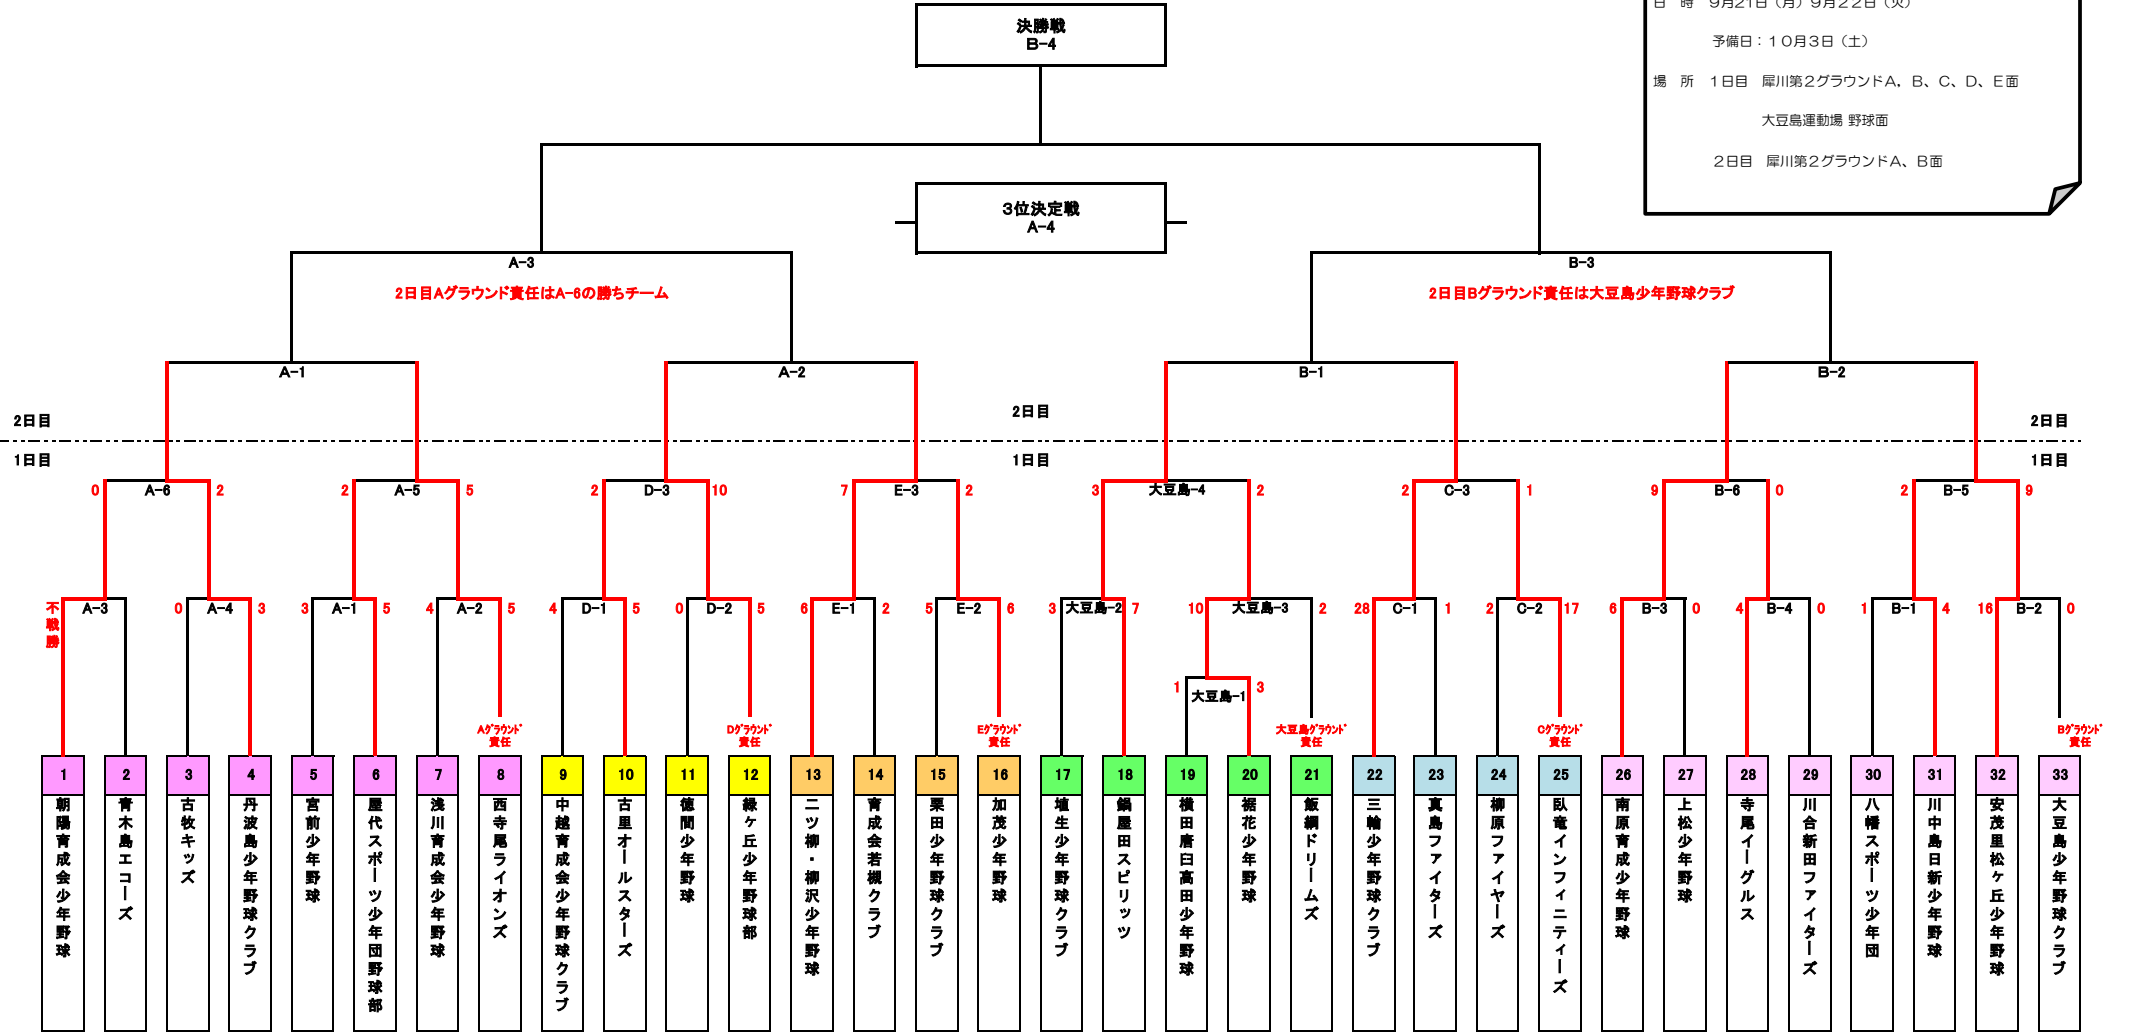 日　時　9月21日（月）9月22日（火）
予備日：１０月３日（土）
場　所　１日目　犀川第２グラウンドＡ，Ｂ、Ｃ、Ｄ、Ｅ面
大豆島運動場 野球面
２日目　犀川第２グラウンドＡ、Ｂ面
決勝戦
B-4
3位決定戦
A-4
A-3
B-3
2日目Aグラウンド責任はA-6の勝ちチーム
2日目Bグラウンド責任は大豆島少年野球クラブ
A-1
A-2
B-1
B-2
2日目
2日目
2日目
1日目
1日目
1日目
0 A-6 2
2 A-5 5
2 D-3 10
7 E-3 2
3 大豆島-4 2
2 C-3 1
9 B-6 0
2 B-5 9
不戦勝 A-3
0 A-4 3
3 A-1 5
4 A-2 5
4 D-1 5
0 D-2 5
6 E-1 2
5 E-2 6
3 大豆島-2 7
10 大豆島-3 2
28 C-1 1
2 C-2 17
6 B-3 0
4 B-4 0
1 B-1 4
16 B-2 0
1 大豆島-1 3
Aグラウンド責任
Dグラウンド責任
Eグラウンド責任
大豆島グラウンド責任
Cグラウンド責任
Bグラウンド責任
1 朝陽育成会少年野球
2 青木島エコーズ
3 古牧キッズ
4 丹波島少年野球クラブ
5 宮前少年野球
6 屋代スポーツ少年団野球部
7 浅川育成会少年野球
8 西寺尾ライオンズ
9 中越育成会少年野球クラブ
10 古里オールスターズ
11 徳間少年野球
12 緑ヶ丘少年野球部
13 二ツ柳・柳沢少年野球
14 育成会若槻クラブ
15 栗田少年野球クラブ
16 加茂少年野球
17 埴生少年野球クラブ
18 鍋屋田スピリッツ
19 横田唐臼高田少年野球
20 裾花少年野球
21 飯綱ドリームズ
22 三輪少年野球クラブ
23 真島ファイターズ
24 柳原ファイヤーズ
25 臥竜インフィニティーズ
26 南原育成少年野球
27 上松少年野球
28 寺尾イーグルス
29 川合新田ファイターズ
30 八幡スポーツ少年団
31 川中島日新少年野球
32 安茂里松ヶ丘少年野球
33 大豆島少年野球クラブ